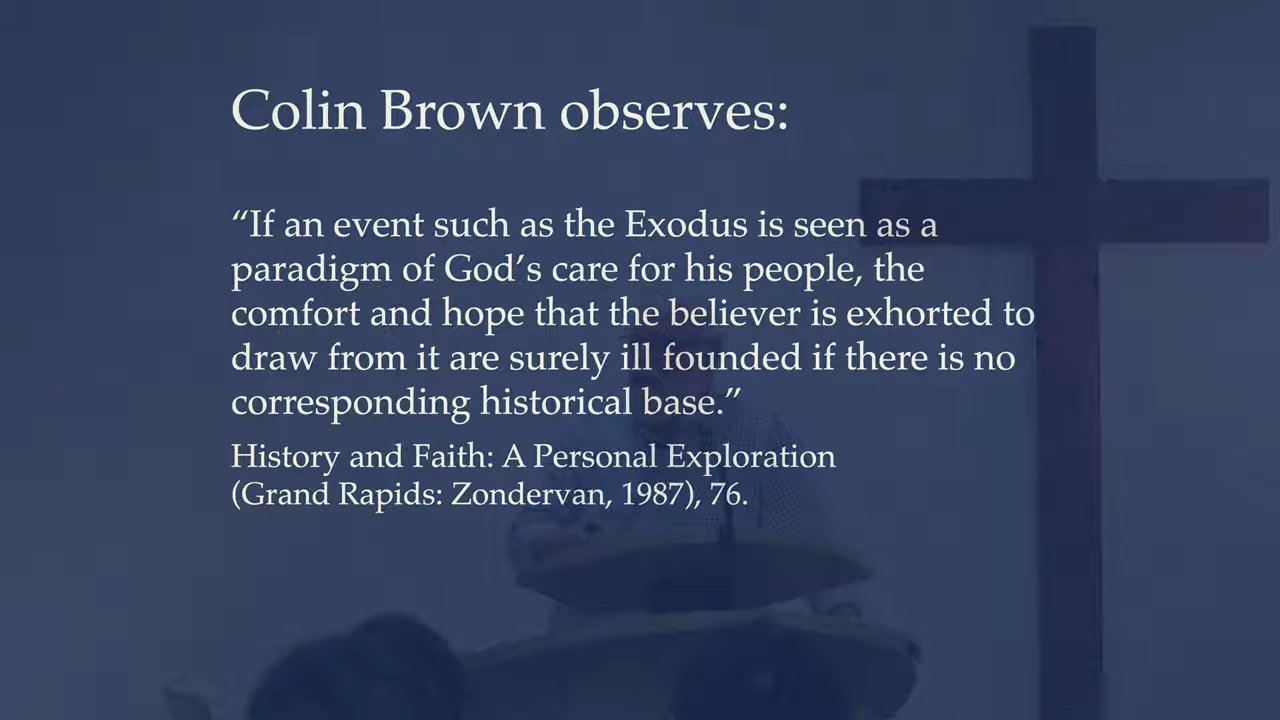 Colin Brown observes:
“If an event such as the Exodus is seen as a
paradigm of God’s care for his people, the
comfort and hope that the believer is exhorted to
draw from it are surely ill founded if there is no
corresponding historical base.”
History and Faith: A Personal Exploration
(Grand Rapids: Zondervan, 1987), 76.